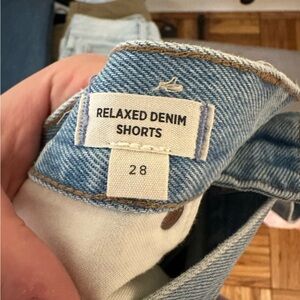 RELAXED DENIM
SHORTS
28